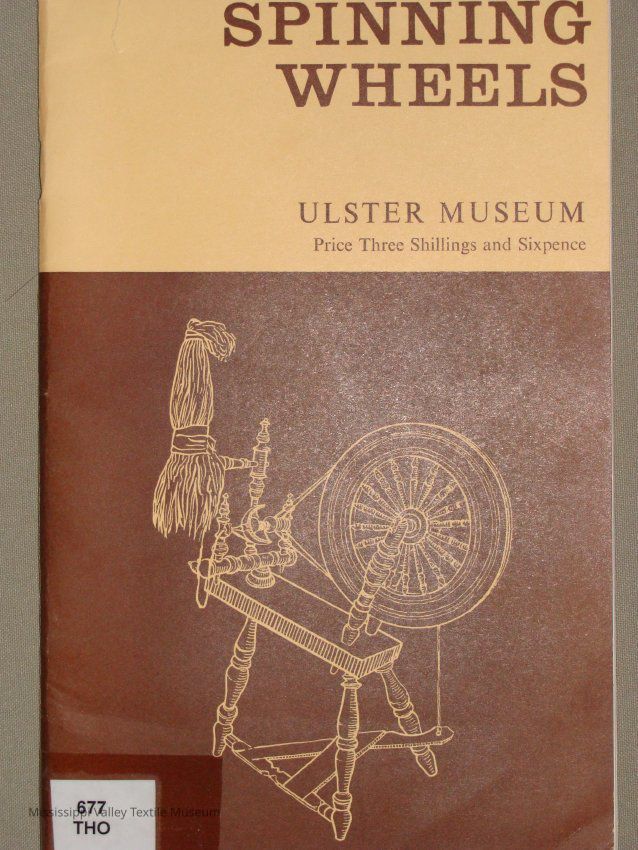 SPINNING
WHEELS
ULSTER MUSEUM
Price Three Shillings and Sixpence
677
Mississippi Valley Textile Museum
THO